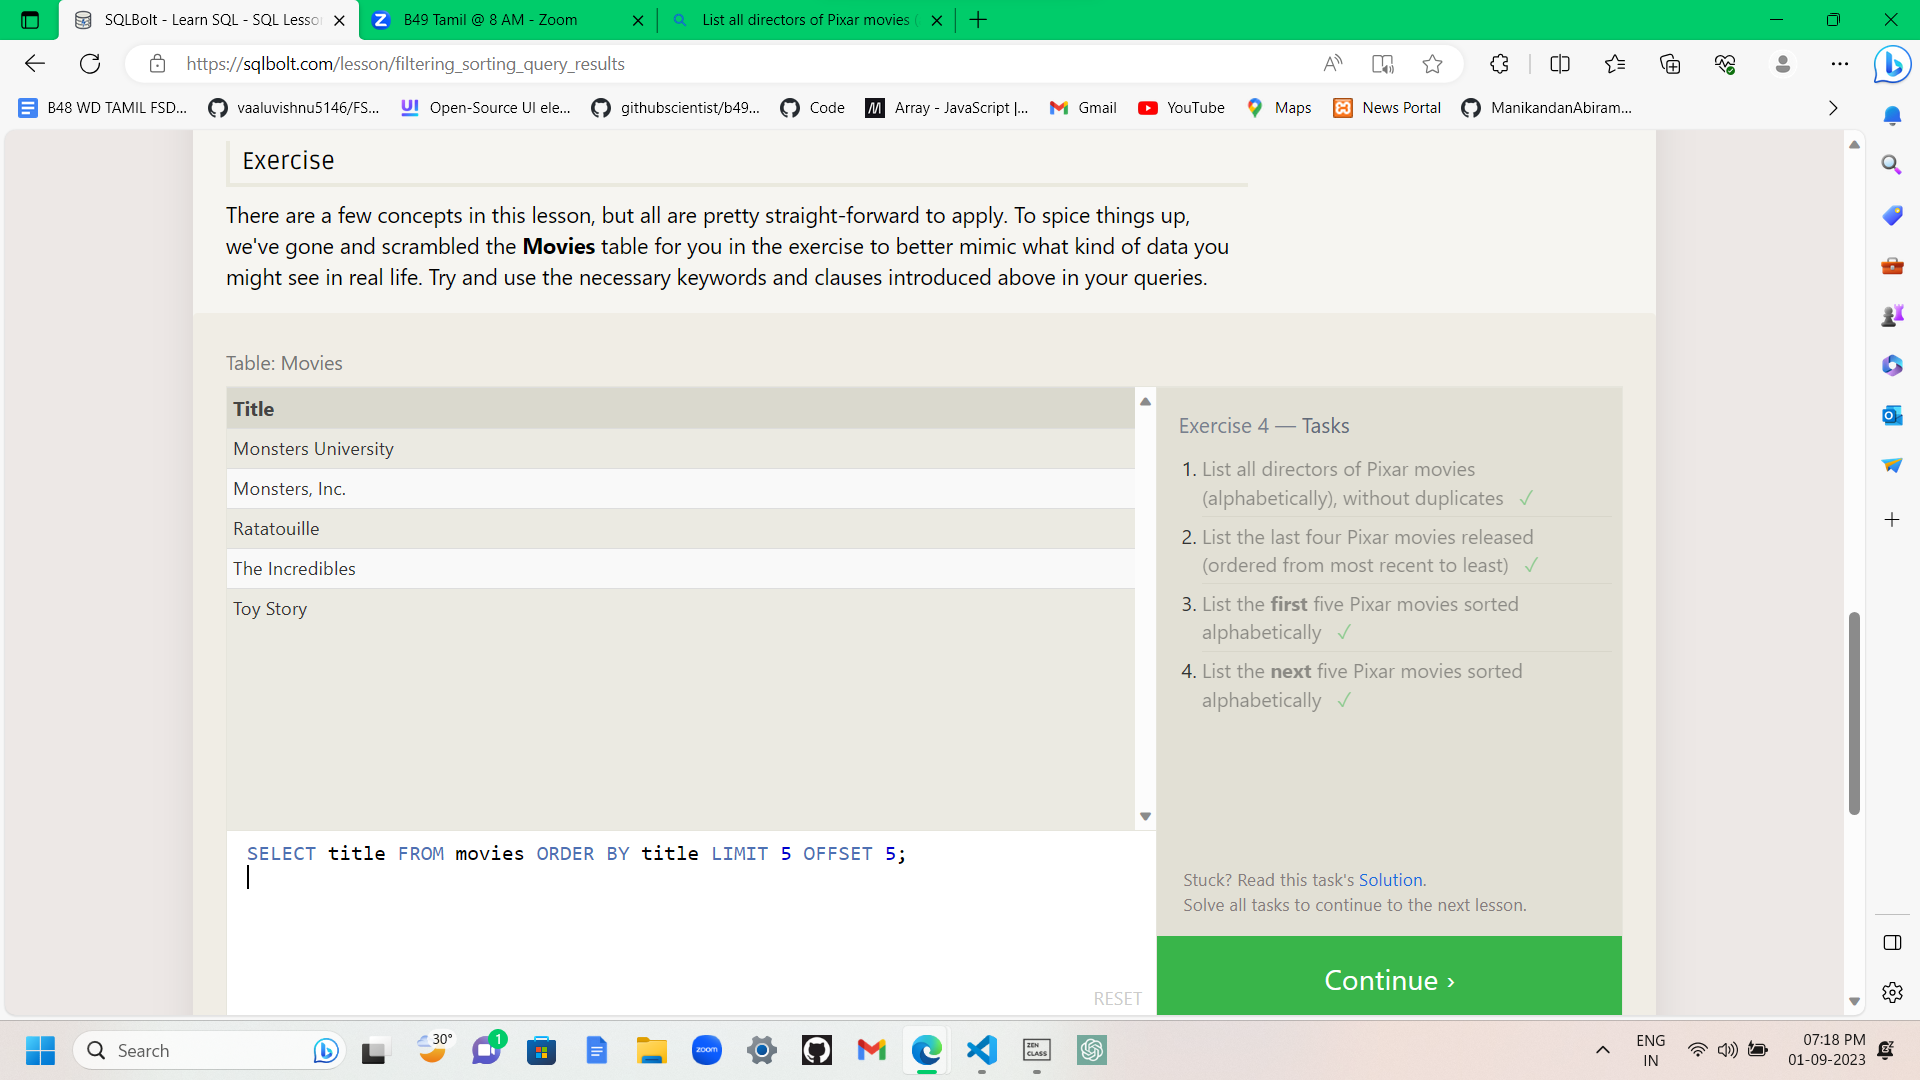 SQLBolt - Learn SQL - SQL Lesso
B49 Tamil @ 8 AM - Zoom
List all directors of Pixar movies (
https://sqlbolt.com/lesson/filtering_sorting_query_results
B48 WD TAMIL FSD...
vaaluvishnu5146/FS...
UI Open-Source UI ele...
githubscientist/b49...
Code
Array - JavaScript |...
Gmail
YouTube
Maps
News Portal
ManikandanAbiram...
Exercise
There are a few concepts in this lesson, but all are pretty straight-forward to apply. To spice things up,
we've gone and scrambled the Movies table for you in the exercise to better mimic what kind of data you
might see in real life. Try and use the necessary keywords and clauses introduced above in your queries.
Table: Movies
Title
Monsters University
Monsters, Inc.
Ratatouille
The Incredibles
Toy Story
SELECT title FROM movies ORDER BY title LIMIT 5 OFFSET 5;
RESET
Exercise 4 — Tasks
1. List all directors of Pixar movies
(alphabetically), without duplicates ✓
2. List the last four Pixar movies released
(ordered from most recent to least) ✓
3. List the first five Pixar movies sorted
alphabetically ✓
4. List the next five Pixar movies sorted
alphabetically ✓
Stuck? Read this task's Solution.
Solve all tasks to continue to the next lesson.
Continue ›
Search
30°
1
zoom
ZEN
CLASS
ENG
IN
07:18 PM
01-09-2023